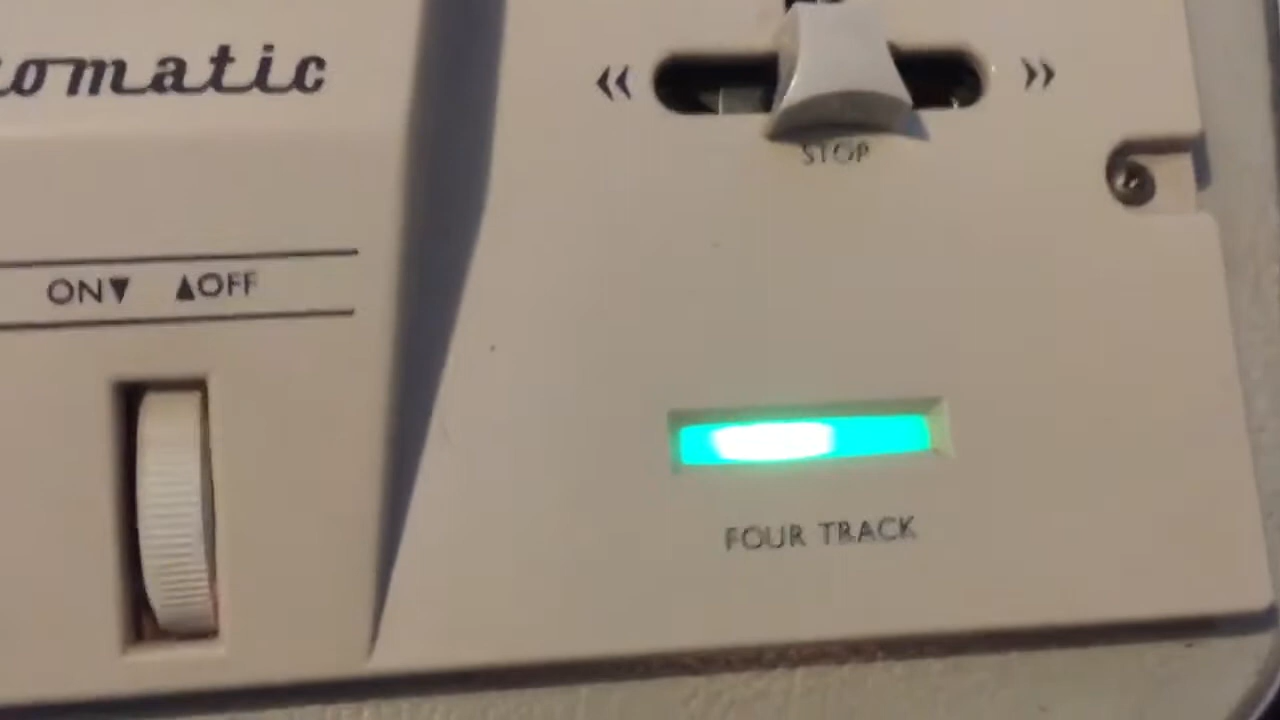 omatic
<< >>
STOP
ON▼ ▲OFF
FOUR TRACK